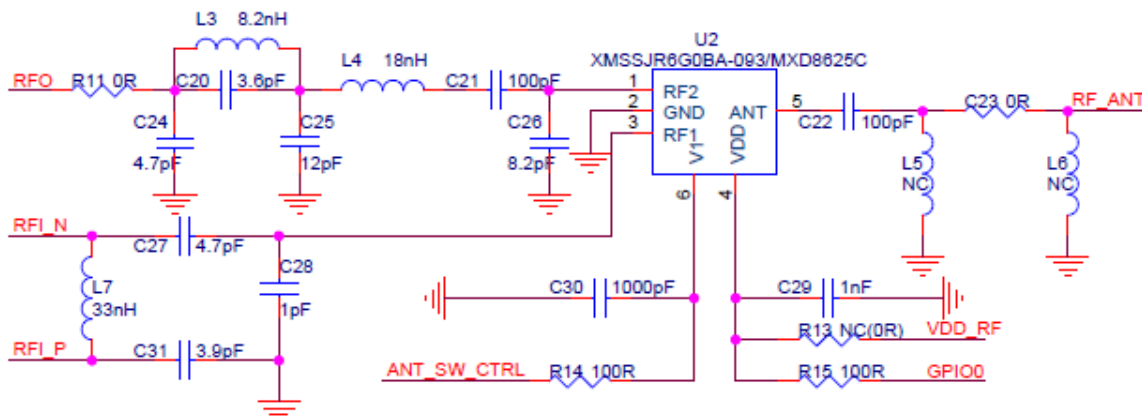 L3 8.2nH
U2
L4 18nH
XMSSJR6G0BA-093/MXD8625C
RFO
R11 0R
C20 3.6pF
C21 100pF
1
RF2
2
GND
3
RF1
ANT
5
V1
VDD
C22 100pF
C23 0R
RF_ANT
C24
4.7pF
C25
12pF
C26
8.2pF
L5
NC
L6
NC
6
4
RFI_N
C27 4.7pF
C28
1pF
L7
33nH
C30 1000pF
C29 1nF
R13 NC(0R) VDD_RF
RFI_P
C31 3.9pF
ANT_SW_CTRL
R14 100R
R15 100R GPIO0